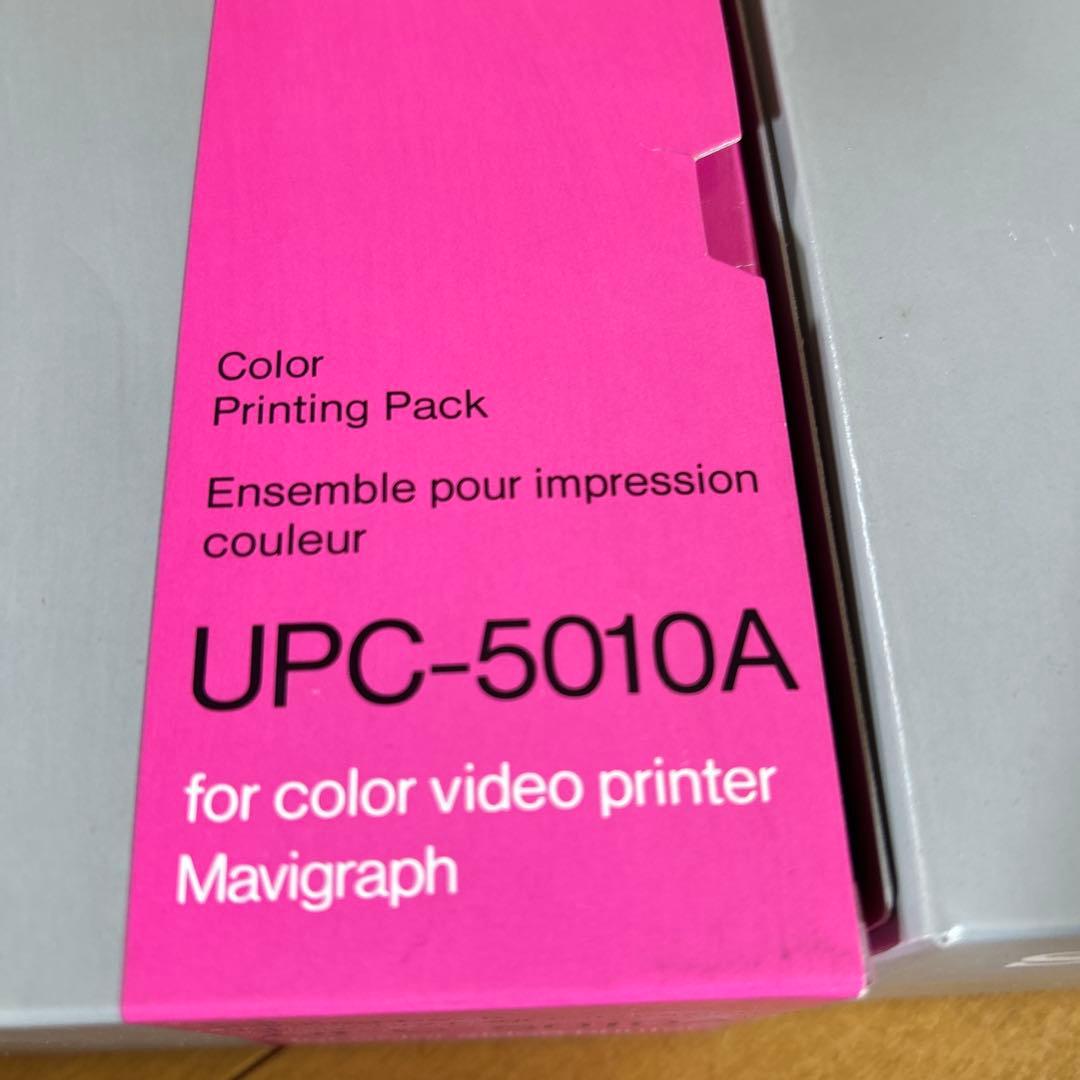 Color
Printing Pack
Ensemble pour impression
couleur
UPC-5010A
for color video printer
Mavigraph